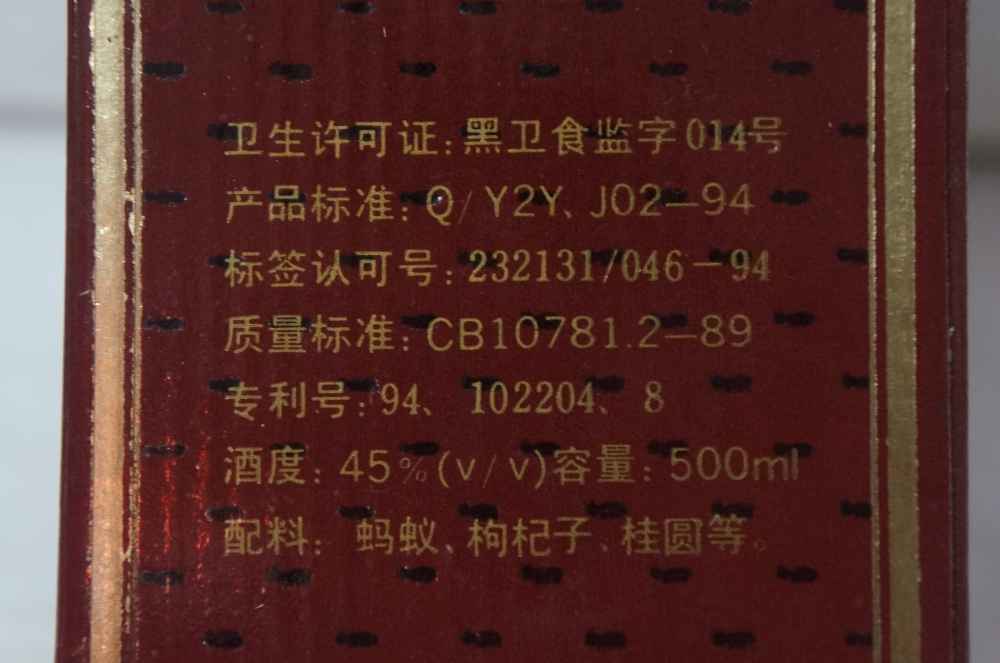 卫生许可证:黑卫食监字014号
产品标准:Q/Y2Y、J02-94
标签认可号:232131/046-94
质量标准:CB10781.2-89
专利号:94、102204、8
酒度:45%(v/v)容量:500ml
配料: 蚂蚁、枸杞子、桂圆等。